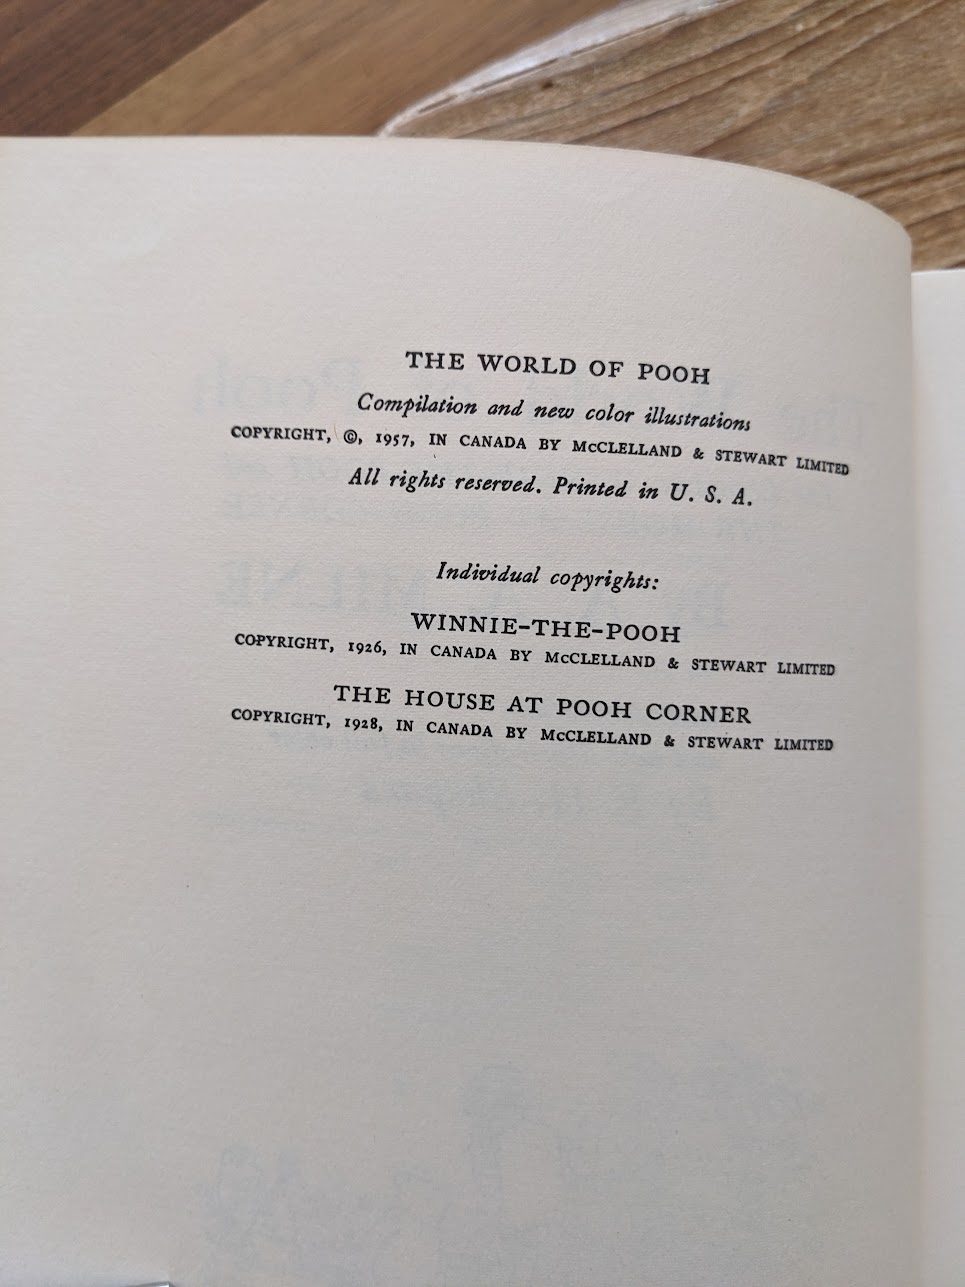 THE WORLD OF POOH
Compilation and new color illustrations
COPYRIGHT, ©, 1957, IN CANADA BY McCLELLAND & STEWART LIMITED
All rights reserved. Printed in U. S. A.
Individual copyrights:
WINNIE-THE-POOH
COPYRIGHT, 1926, IN CANADA BY McCLELLAND & STEWART LIMITED
THE HOUSE AT POOH CORNER
COPYRIGHT, 1928, IN CANADA BY McCLELLAND & STEWART LIMITED